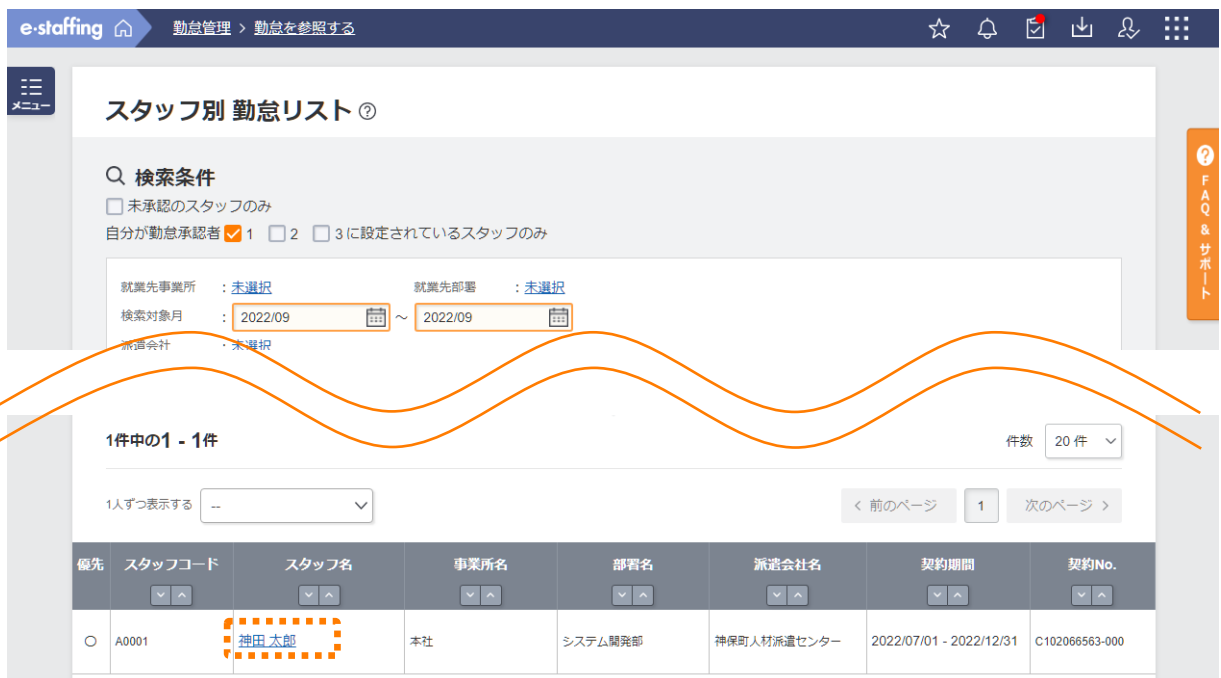 e-staffing 勤怠管理 > 勤怠を参照する
メニュー
スタッフ別 勤怠リスト
検索条件
未承認のスタッフのみ
自分が勤怠承認者 1 2 3に設定されているスタッフのみ
就業先事業所 : 未選択 就業先部署 : 未選択
検索対象月 : 2022/09 ～ 2022/09
派遣会社 : 未選択
FAQ & サポート
1件中の1 - 1件 件数 20 件
1人ずつ表示する -- < 前のページ 1 次のページ >
優先 スタッフコード スタッフ名 事業所名 部署名 派遣会社名 契約期間 契約No.
○ A0001 神田 太郎 本社 システム開発部 神保町人材派遣センター 2022/07/01 - 2022/12/31 C102066563-000